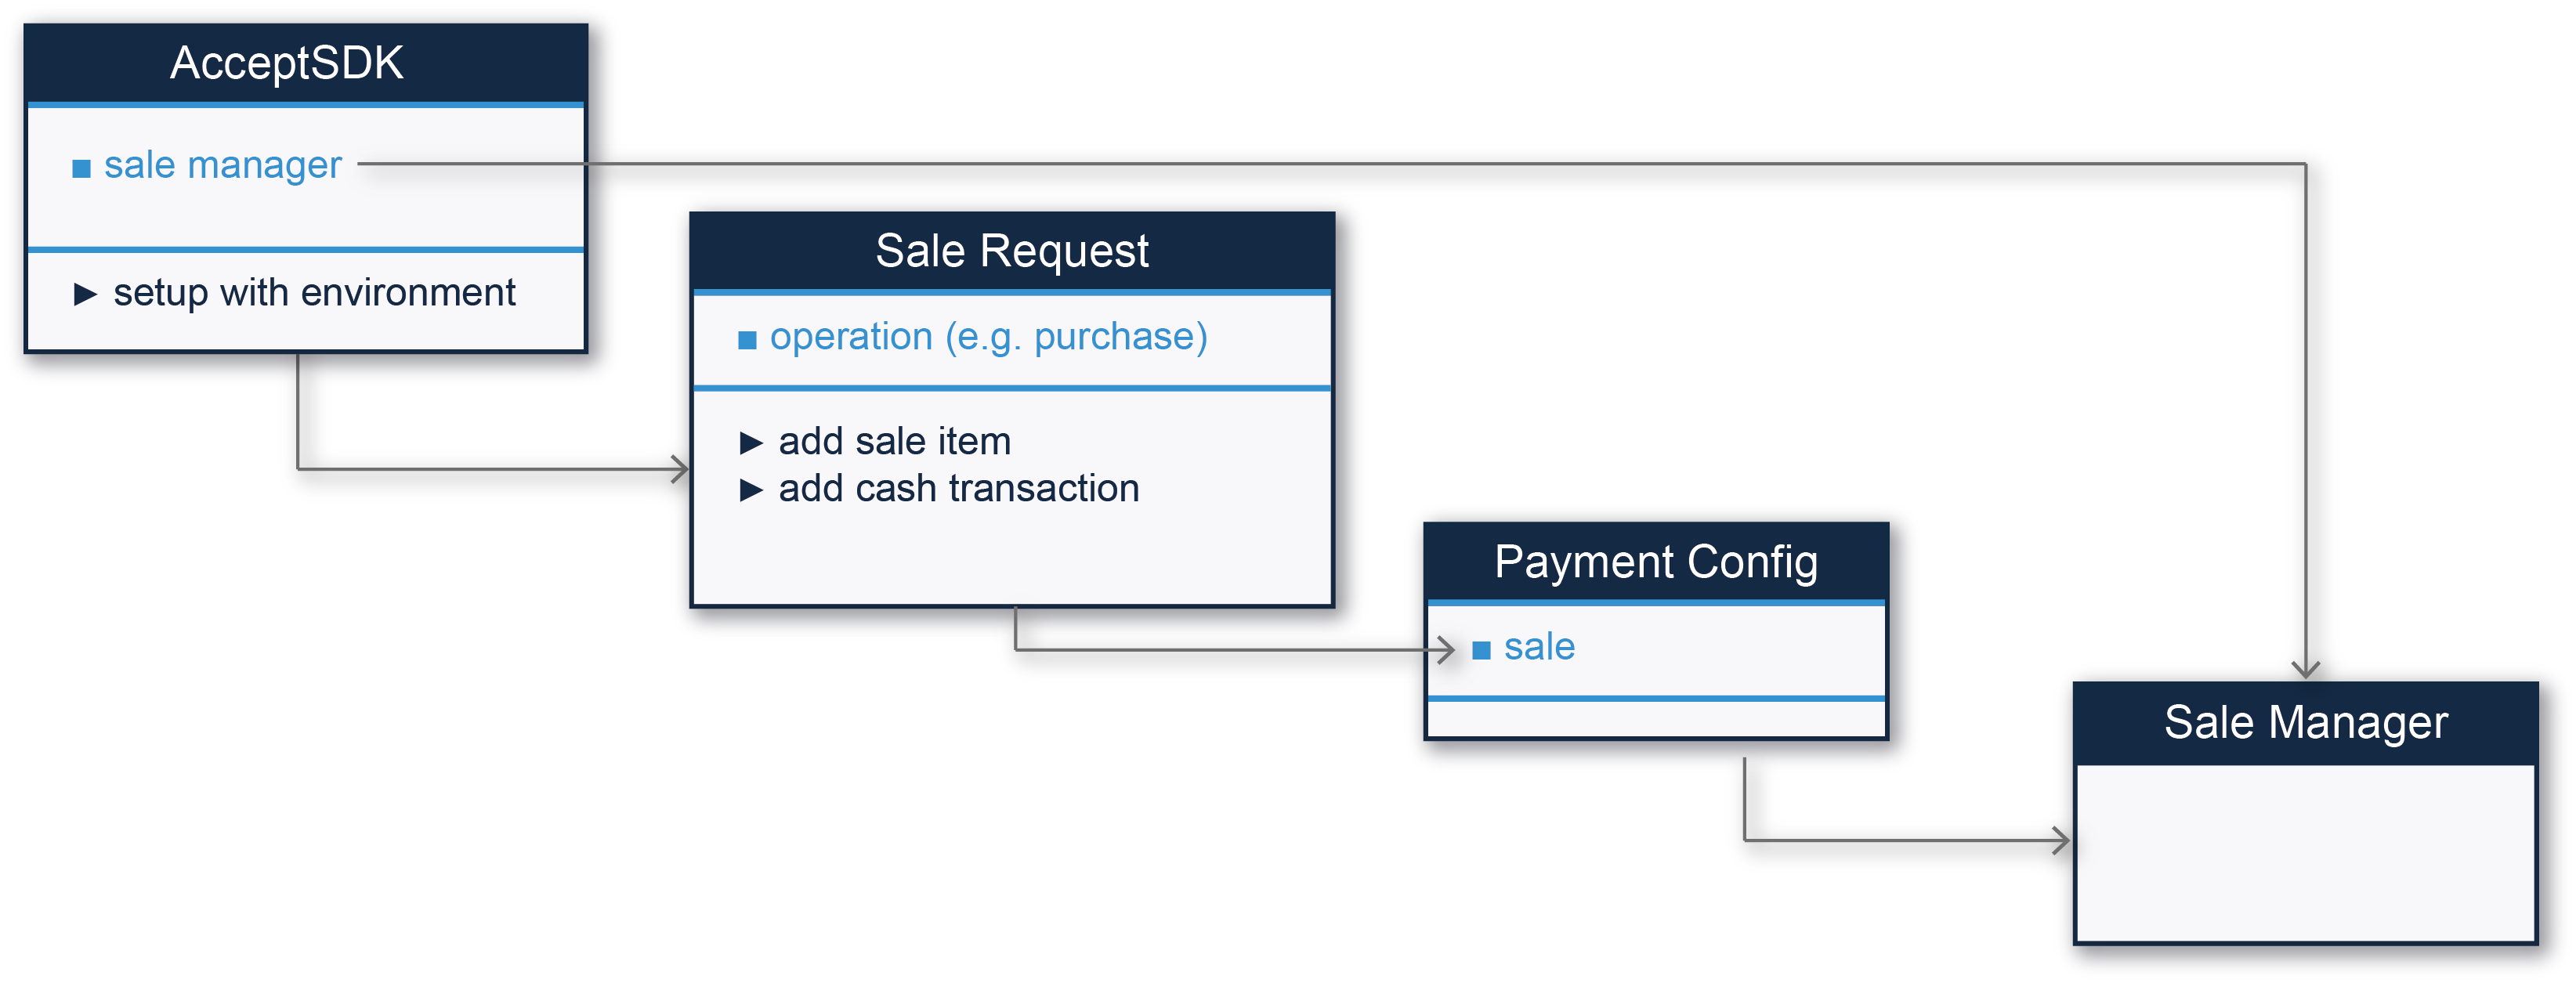 AcceptSDK
■ sale manager
► setup with environment
Sale Request
■ operation (e.g. purchase)
► add sale item
► add cash transaction
Payment Config
■ sale
Sale Manager